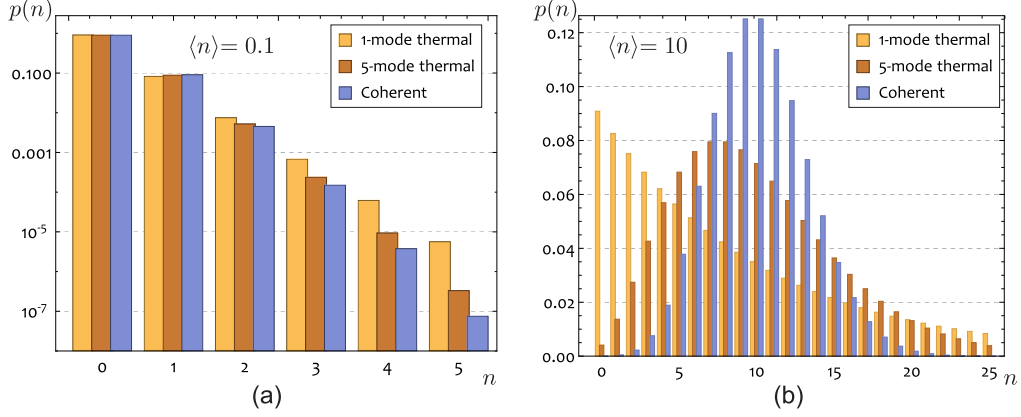 p(n)
⟨n⟩ = 0.1
1-mode thermal
5-mode thermal
Coherent
0.100
0.001
10-5
10-7
0 1 2 3 4 5 n
(a)
p(n)
⟨n⟩ = 10
1-mode thermal
5-mode thermal
Coherent
0.12
0.10
0.08
0.06
0.04
0.02
0.00
0 5 10 15 20 25 n
(b)